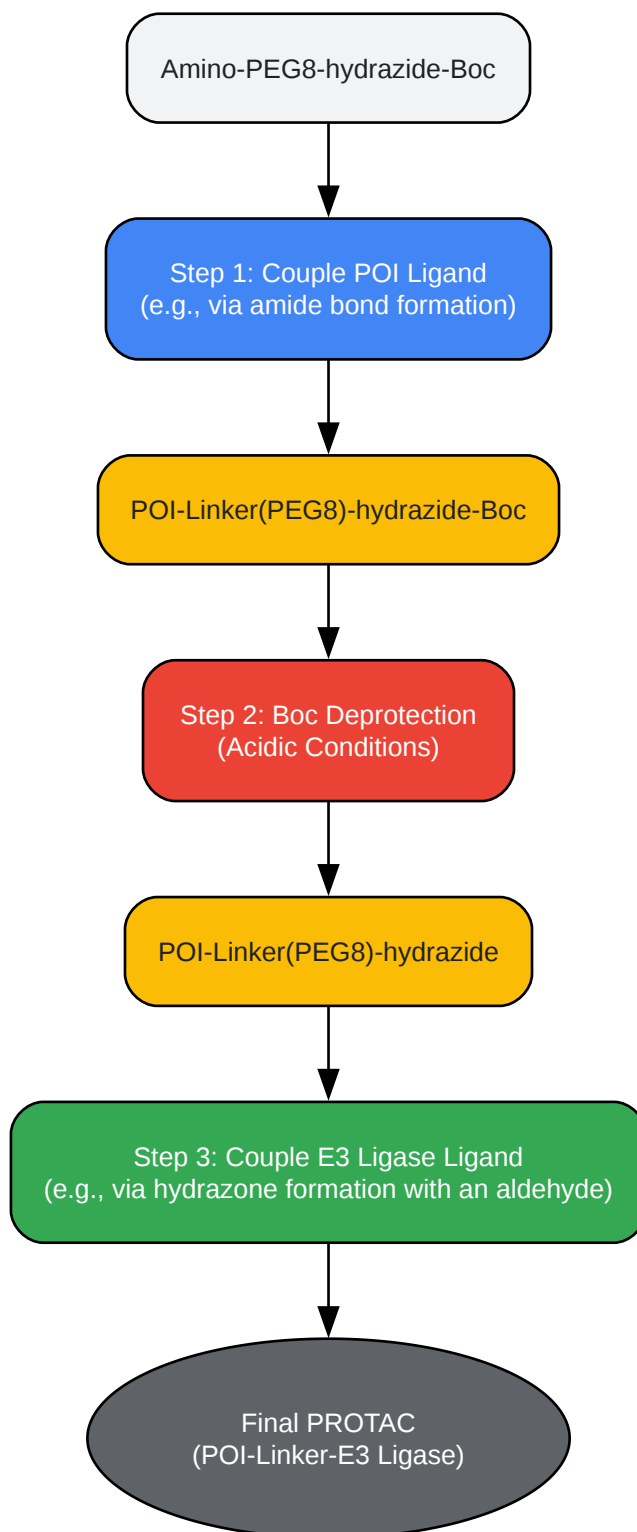 Amino-PEG8-hydrazide-Boc
Step 1: Couple POI Ligand
(e.g., via amide bond formation)
POI-Linker(PEG8)-hydrazide-Boc
Step 2: Boc Deprotection
(Acidic Conditions)
POI-Linker(PEG8)-hydrazide
Step 3: Couple E3 Ligase Ligand
(e.g., via hydrazone formation with an aldehyde)
Final PROTAC
(POI-Linker-E3 Ligase)